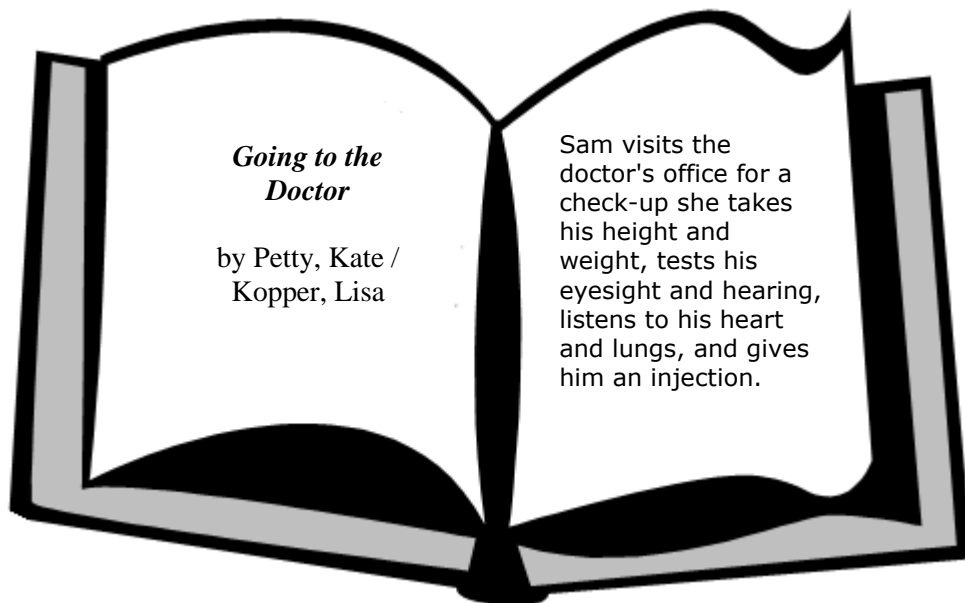 Going to the
Doctor
by Petty, Kate /
Kopper, Lisa
Sam visits the
doctor's office for a
check-up she takes
his height and
weight, tests his
eyesight and hearing,
listens to his heart
and lungs, and gives
him an injection.